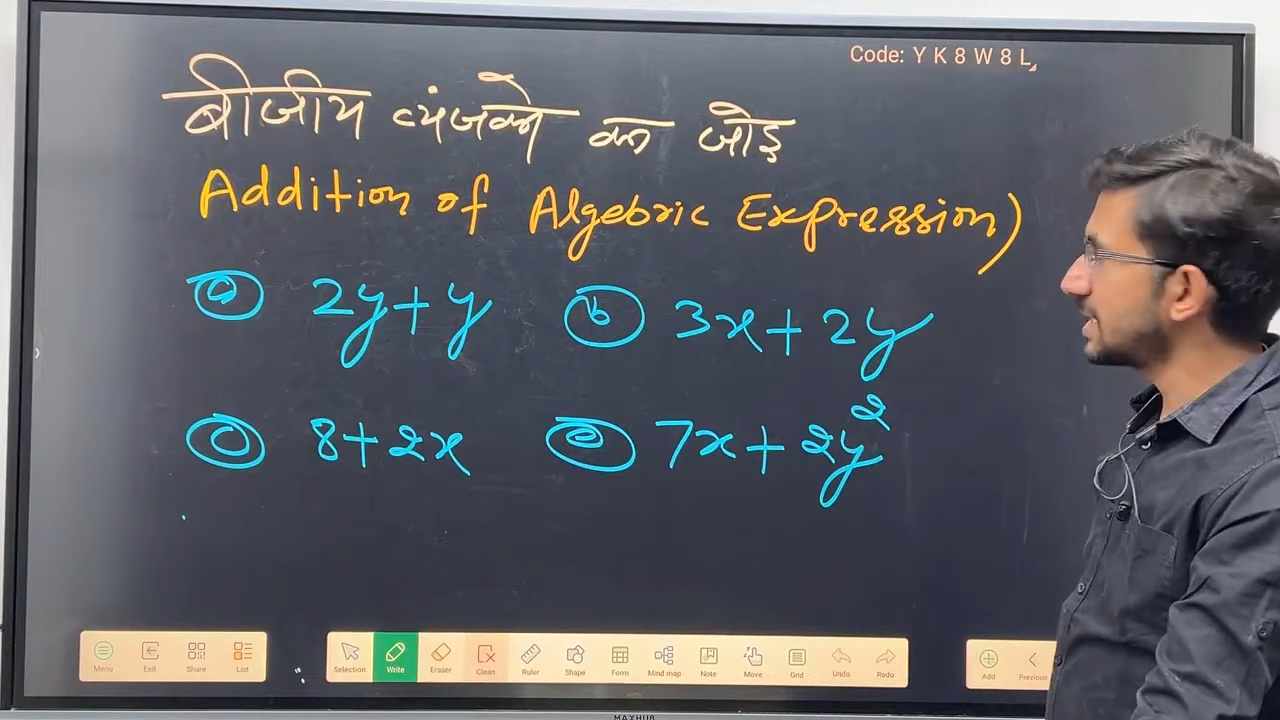 Code: Y K 8 W 8 L
बीजीय व्यंजको का जोड़
Addition of Algebric Expression)
(a) 2y+y (b) 3x+2y
(c) 8+2x (e) 7x+2y²
Menu Exit Share List Selection Write Eraser Clean Ruler Shape Form Mind map Note Move Grid Undo Redo Add Previous
MAXHUB